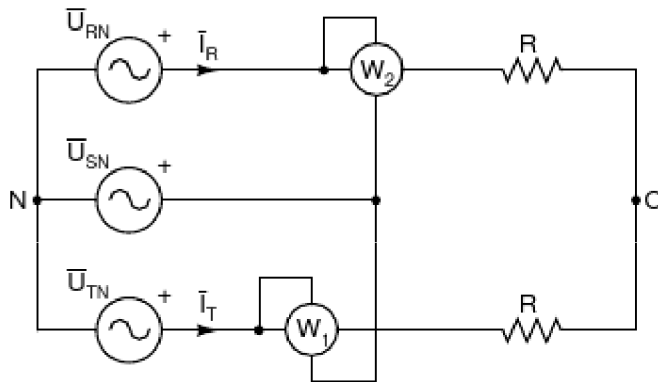 U̅RN + I̅R W2 R
U̅SN +
N O
U̅TN + I̅T W1 R